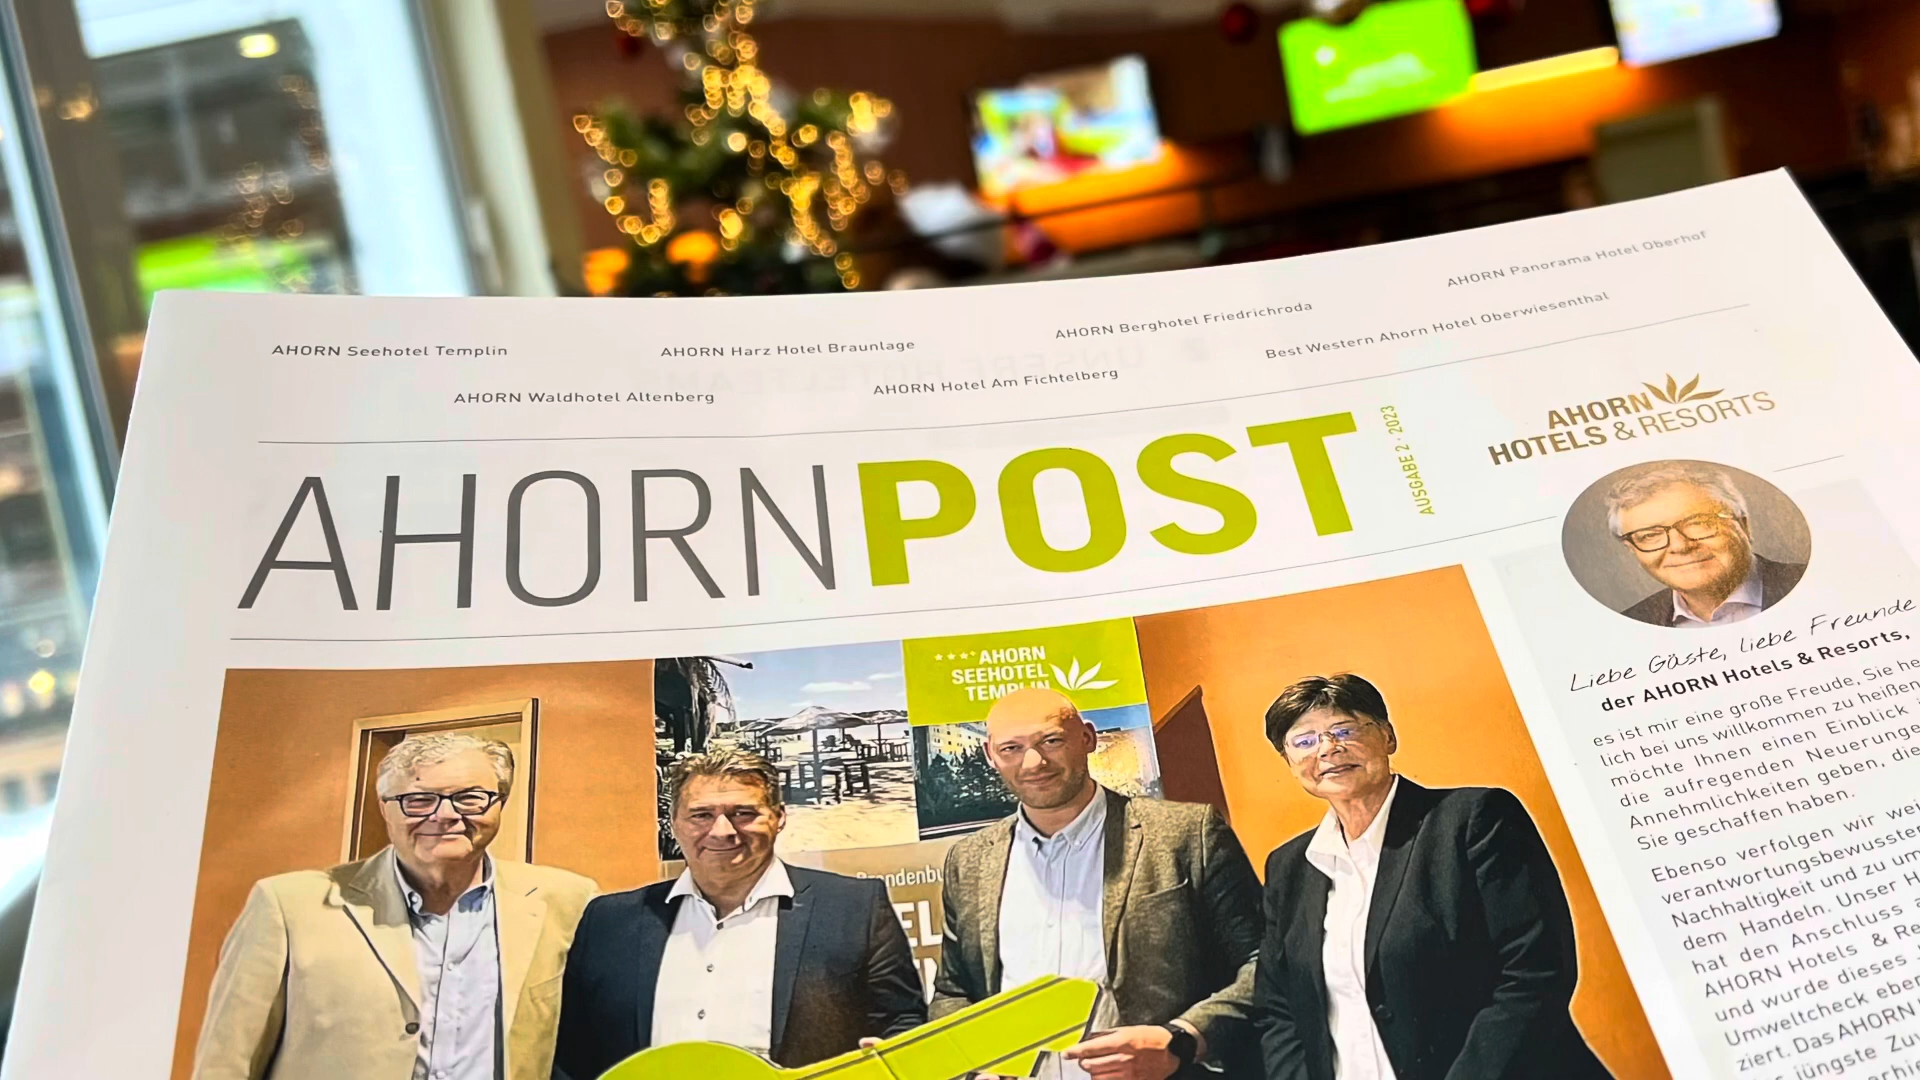 AHORN Seehotel Templin
AHORN Harz Hotel Braunlage
AHORN Berghotel Friedrichroda
AHORN Panorama Hotel Oberhof
AHORN Waldhotel Altenberg
AHORN Hotel Am Fichtelberg
Best Western Ahorn Hotel Oberwiesenthal
AHORNPOST
AUSGABE 2 · 2023
AHORN
HOTELS & RESORTS
AHORN
SEEHOTEL
TEMPLIN
Liebe Gäste, liebe Freunde
der AHORN Hotels & Resorts,
es ist mir eine große Freude, Sie he
lich bei uns willkommen zu heißen
möchte Ihnen einen Einblick
die aufregenden Neuerunge
Annehmlichkeiten geben, die
Sie geschaffen haben.
Ebenso verfolgen wir wei
verantwortungsbewusster
Nachhaltigkeit und zu um
dem Handeln. Unser H
hat den Anschluss a
AHORN Hotels & Re
und wurde dieses
Umweltcheck eben
ziert. Das AHORN
jüngste Zu